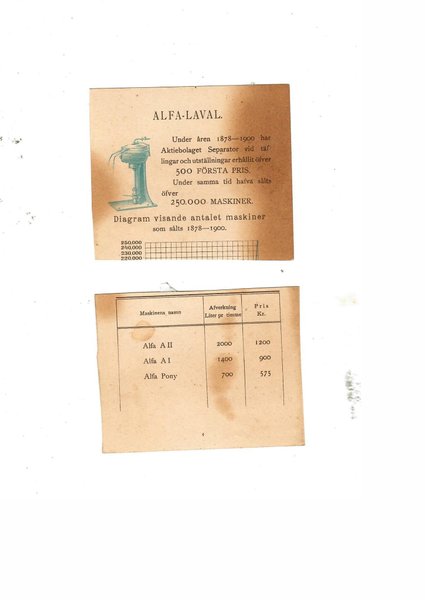 ALFA-LAVAL.
Under åren 1878—1900 har
Aktiebolaget Separator vid täf
lingar och utställningar erhållit öfver
500 FÖRSTA PRIS.
Under samma tid hafva sålts
öfver
250.000 MASKINER.
Diagram visande antalet maskiner
som sålts 1878—1900.
250.000
240.000
230.000
220.000
Maskinens namn Afverkning Liter pr timme Pris Kr.
Alfa A II 2000 1200
Alfa A I 1400 900
Alfa Pony 700 575